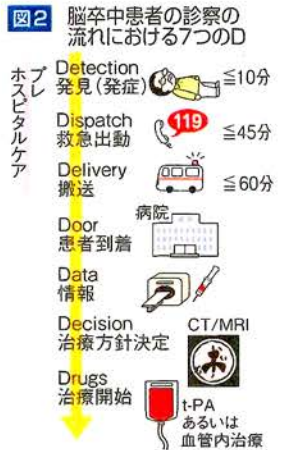 図2 脳卒中患者の診察の
流れにおける7つのD
プレホスピタルケア
Detection
発見(発症) ≦10分
Dispatch
救急出動 119 ≦45分
Delivery
搬送 ≦60分
Door 病院
患者到着
Data
情報
Decision CT/MRI
治療方針決定
Drugs
治療開始 t-PA
あるいは
血管内治療